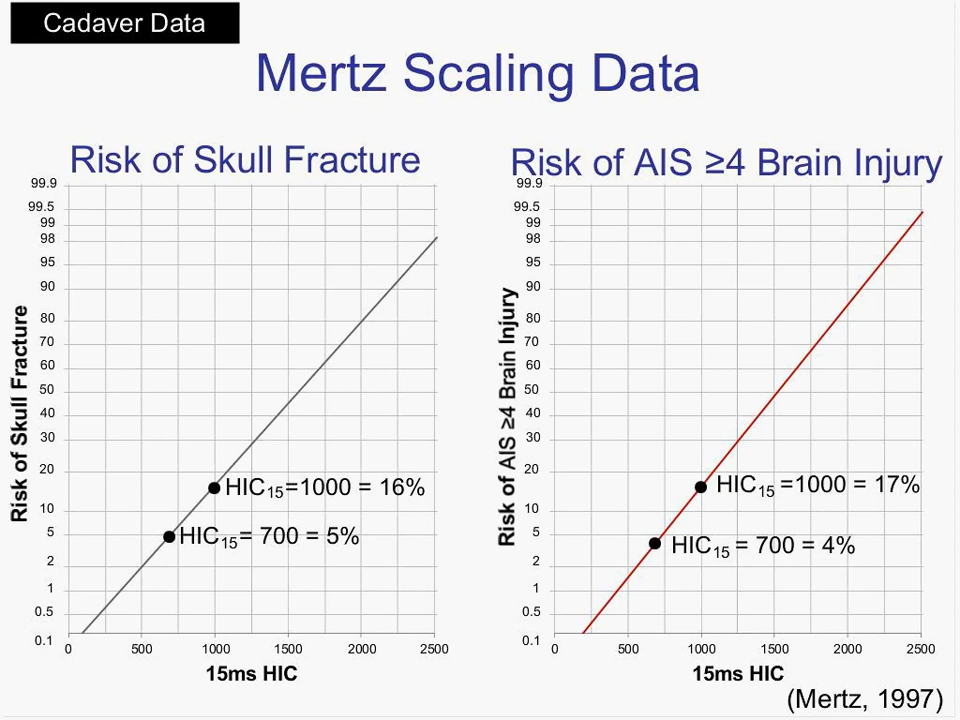 Cadaver Data
Mertz Scaling Data
Risk of Skull Fracture
99.9
99.5
99
98
95
90
80
70
60
50
40
30
20
10
5
2
1
0.5
0.1
Risk of Skull Fracture
HIC15=1000 = 16%
HIC15= 700 = 5%
0 500 1000 1500 2000 2500
15ms HIC
Risk of AIS ≥4 Brain Injury
99.9
99.5
99
98
95
90
80
70
60
50
40
30
20
10
5
2
1
0.5
0.1
Risk of AIS ≥4 Brain Injury
HIC15 =1000 = 17%
HIC15 = 700 = 4%
0 500 1000 1500 2000 2500
15ms HIC
(Mertz, 1997)